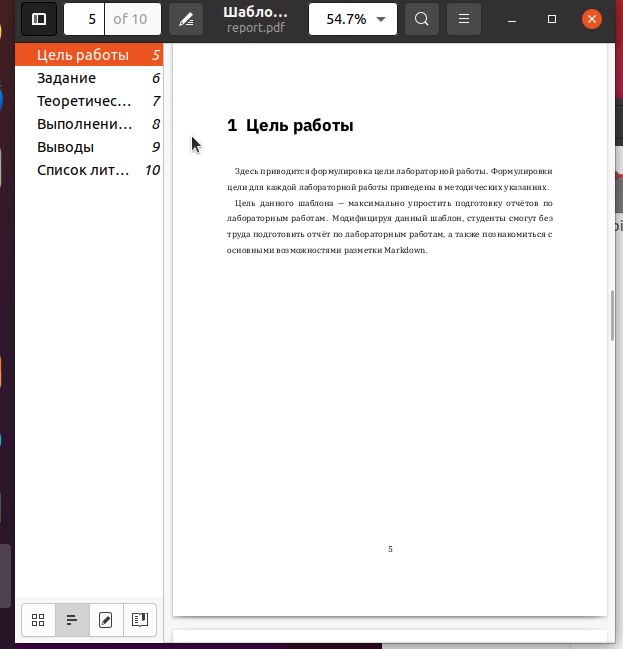 5 of 10
Шабло...
report.pdf
54.7%
Цель работы 5
Задание 6
Теоретичес... 7
Выполнени... 8
Выводы 9
Список лит... 10
1 Цель работы
Здесь приводится формулировка цели лабораторной работы. Формулировки
цели для каждой лабораторной работы приведены в методических указаниях.
Цель данного шаблона — максимально упростить подготовку отчётов по
лабораторным работам. Модифицируя данный шаблон, студенты смогут без
труда подготовить отчёт по лабораторным работам, а также познакомиться с
основными возможностями разметки Markdown.
5